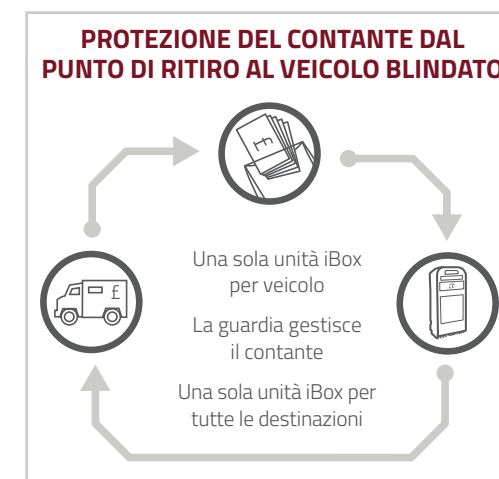 PROTEZIONE DEL CONTANTE DAL
PUNTO DI RITIRO AL VEICOLO BLINDATO
£
£
Una sola unità iBox
per veicolo
La guardia gestisce
il contante
Una sola unità iBox per
tutte le destinazioni